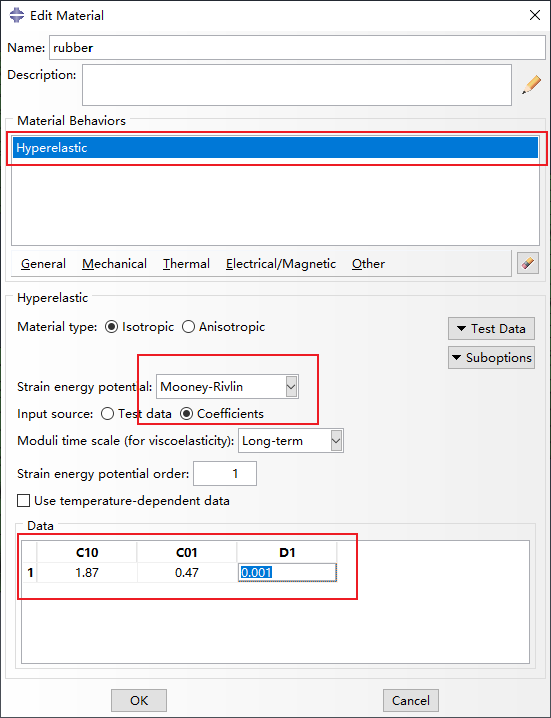 Edit Material
Name: rubber
Description:
Material Behaviors
Hyperelastic
General Mechanical Thermal Electrical/Magnetic Other
Hyperelastic
Material type: Isotropic Anisotropic
Test Data
Suboptions
Strain energy potential: Mooney-Rivlin
Input source: Test data Coefficients
Moduli time scale (for viscoelasticity): Long-term
Strain energy potential order: 1
Use temperature-dependent data
Data
C10 C01 D1
1 1.87 0.47 0.001
OK Cancel